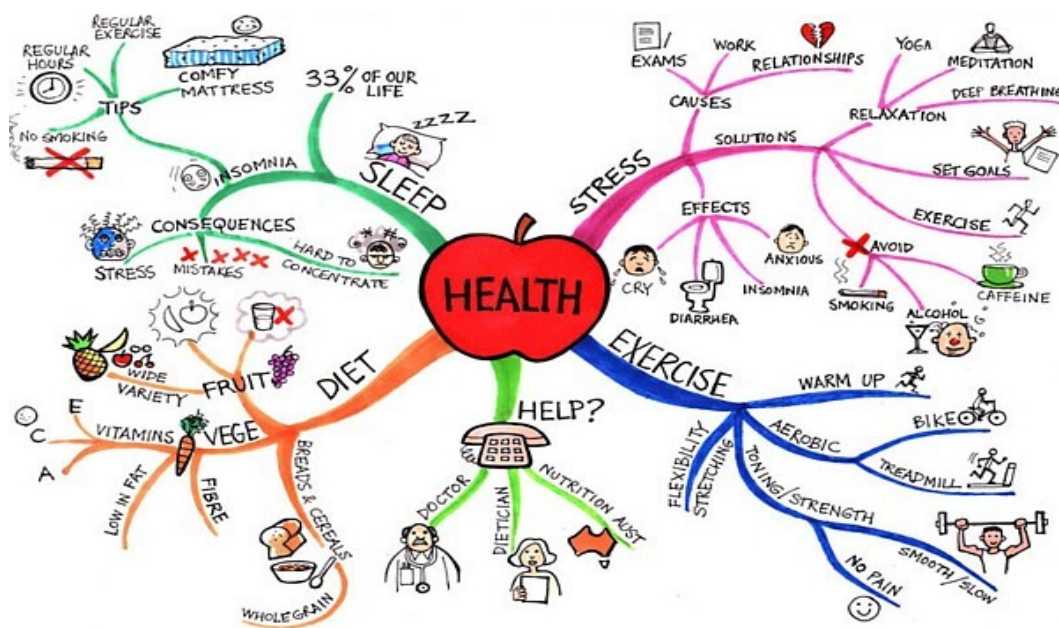 HEALTH
SLEEP
33% OF OUR
LIFE
ZZZZ
INSOMNIA
TIPS
REGULAR
EXERCISE
REGULAR
HOURS
COMFY
MATTRESS
NO SMOKING
CONSEQUENCES
STRESS
MISTAKES
HARD TO
CONCENTRATE
STRESS
CAUSES
EXAMS
WORK
RELATIONSHIPS
SOLUTIONS
RELAXATION
YOGA
MEDITATION
DEEP BREATHING
SET GOALS
EXERCISE
AVOID
SMOKING
ALCOHOL
CAFFEINE
EFFECTS
CRY
DIARRHEA
INSOMNIA
ANXIOUS
EXERCISE
WARM UP
AEROBIC
BIKE
TREADMILL
TONING/STRENGTH
SMOOTH/SLOW
NO PAIN
FLEXIBILITY
STRETCHING
HELP?
DOCTOR
DIETICIAN
NUTRITION AUST
DIET
FRUIT
WIDE
VARIETY
VEGE
VITAMINS
E
C
A
LOW IN FAT
FIBRE
BREADS & CEREALS
WHOLEGRAIN